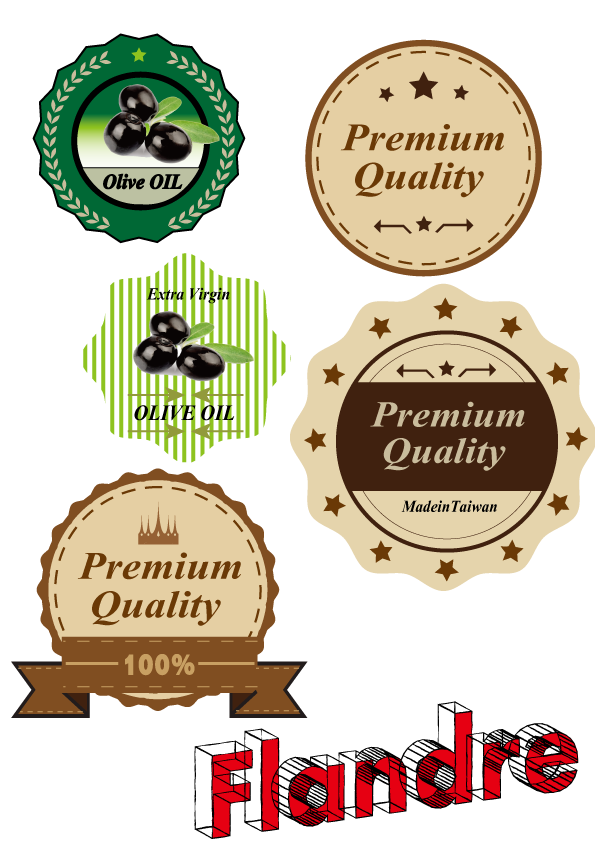 Olive OIL
Premium
Quality
Extra Virgin
OLIVE OIL
Premium
Quality
MadeinTaiwan
Premium
Quality
100%
Flandre